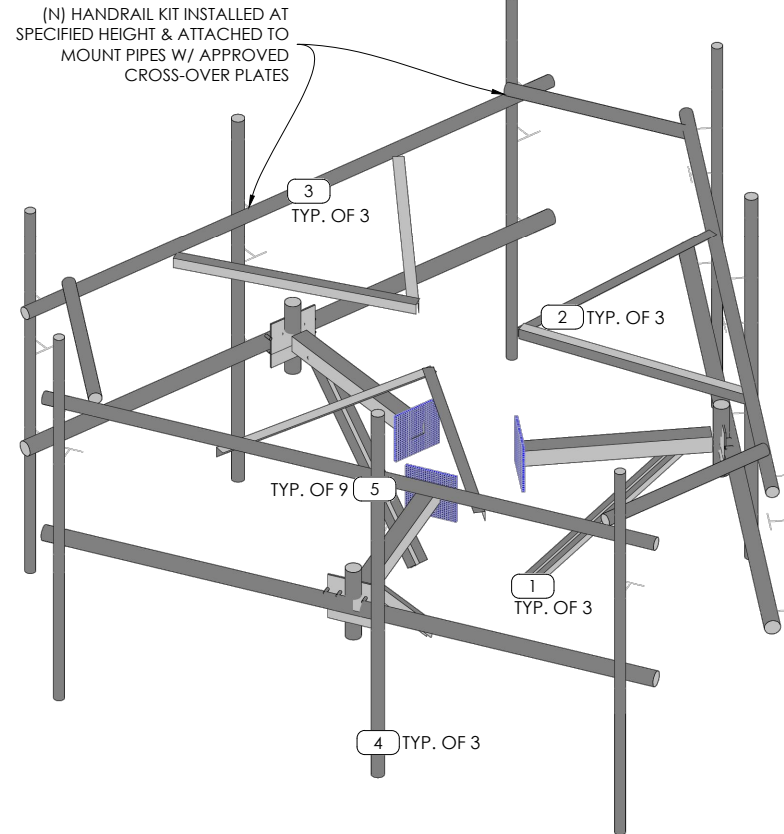 (N) HANDRAIL KIT INSTALLED AT
SPECIFIED HEIGHT & ATTACHED TO
MOUNT PIPES W/ APPROVED
CROSS-OVER PLATES
3
TYP. OF 3
2 TYP. OF 3
TYP. OF 9 5
1
TYP. OF 3
4 TYP. OF 3